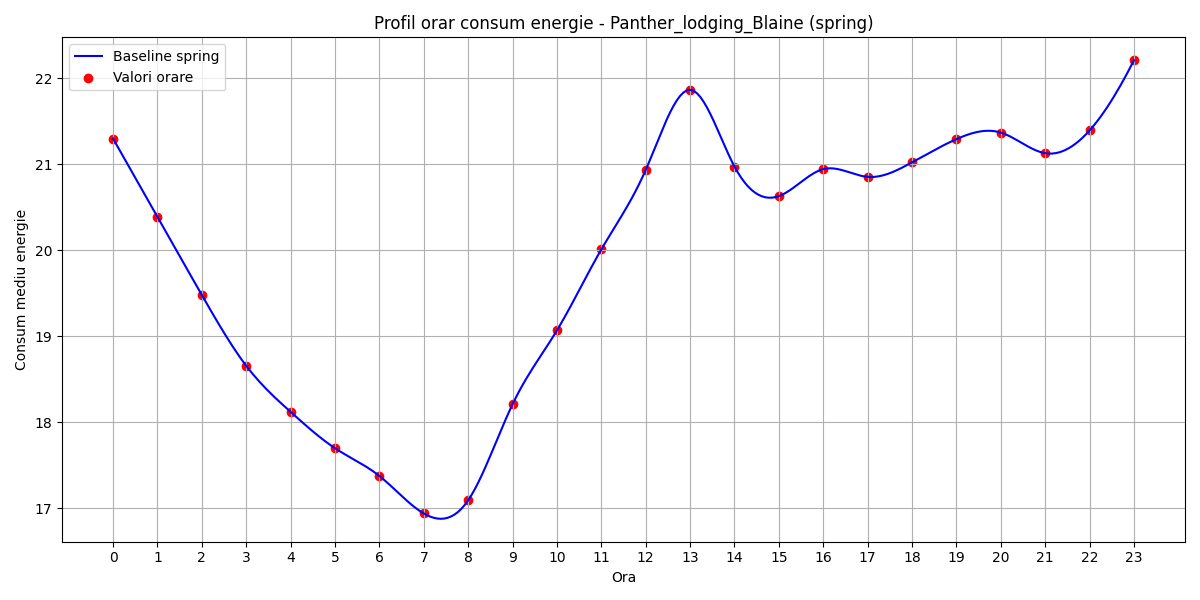 Profil orar consum energie - Panther_lodging_Blaine (spring)
Baseline spring
Valori orare
Consum mediu energie
22
21
20
19
18
17
0 1 2 3 4 5 6 7 8 9 10 11 12 13 14 15 16 17 18 19 20 21 22 23
Ora